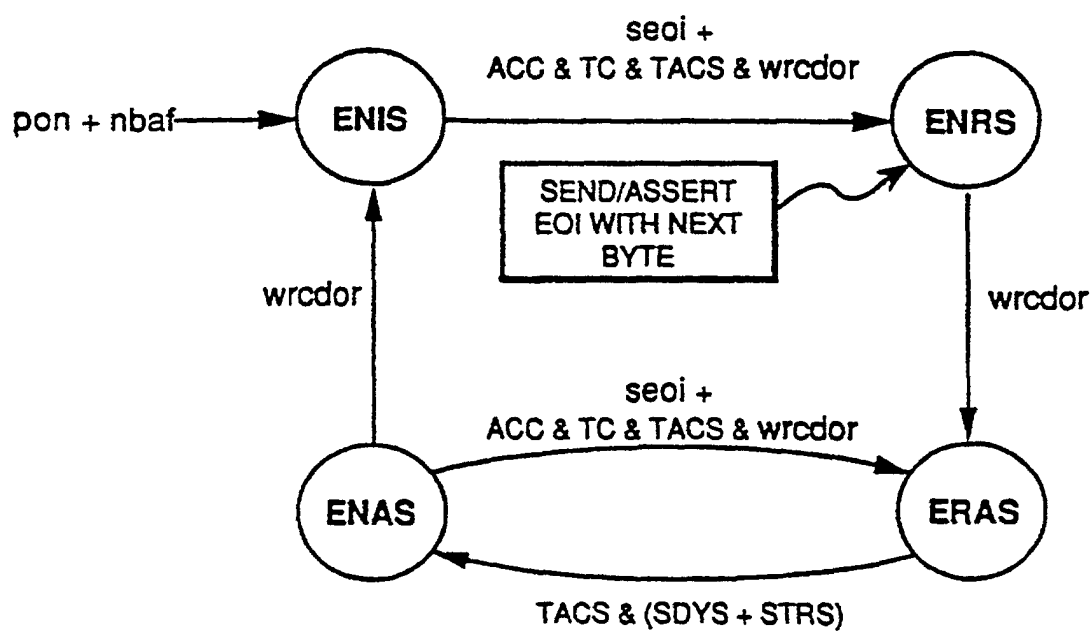 seoi +
ACC & TC & TACS & wrcdor
pon + nbaf
ENIS
ENRS
SEND/ASSERT
EOI WITH NEXT
BYTE
wrcdor
wrcdor
seoi +
ACC & TC & TACS & wrcdor
ENAS
ERAS
TACS & (SDYS + STRS)